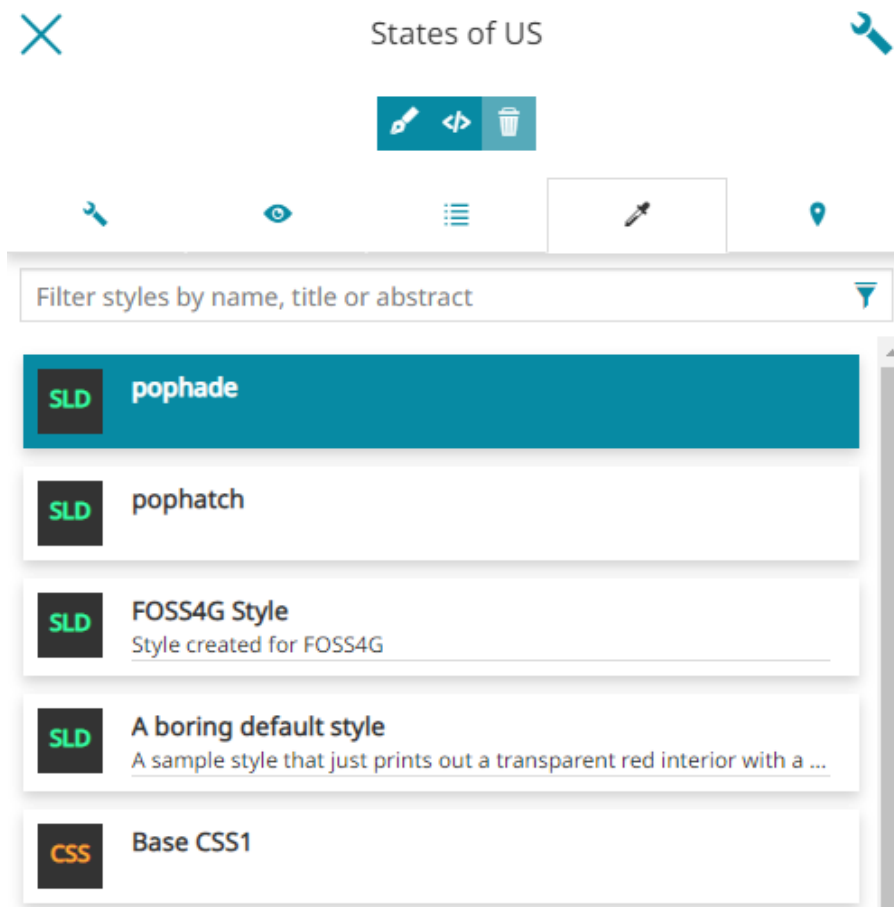 States of US
Filter styles by name, title or abstract
SLD
pophade
SLD
pophatch
SLD
FOSS4G Style
Style created for FOSS4G
SLD
A boring default style
A sample style that just prints out a transparent red interior with a ...
CSS
Base CSS1